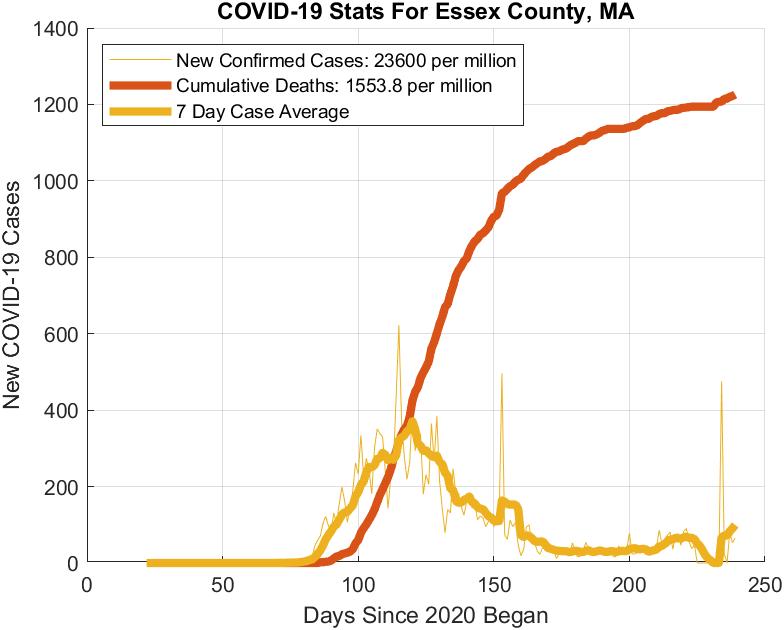 COVID-19 Stats For Essex County, MA
1400
1200
1000
800
600
400
200
0
New COVID-19 Cases
New Confirmed Cases: 23600 per million
Cumulative Deaths: 1553.8 per million
7 Day Case Average
0 50 100 150 200 250
Days Since 2020 Began